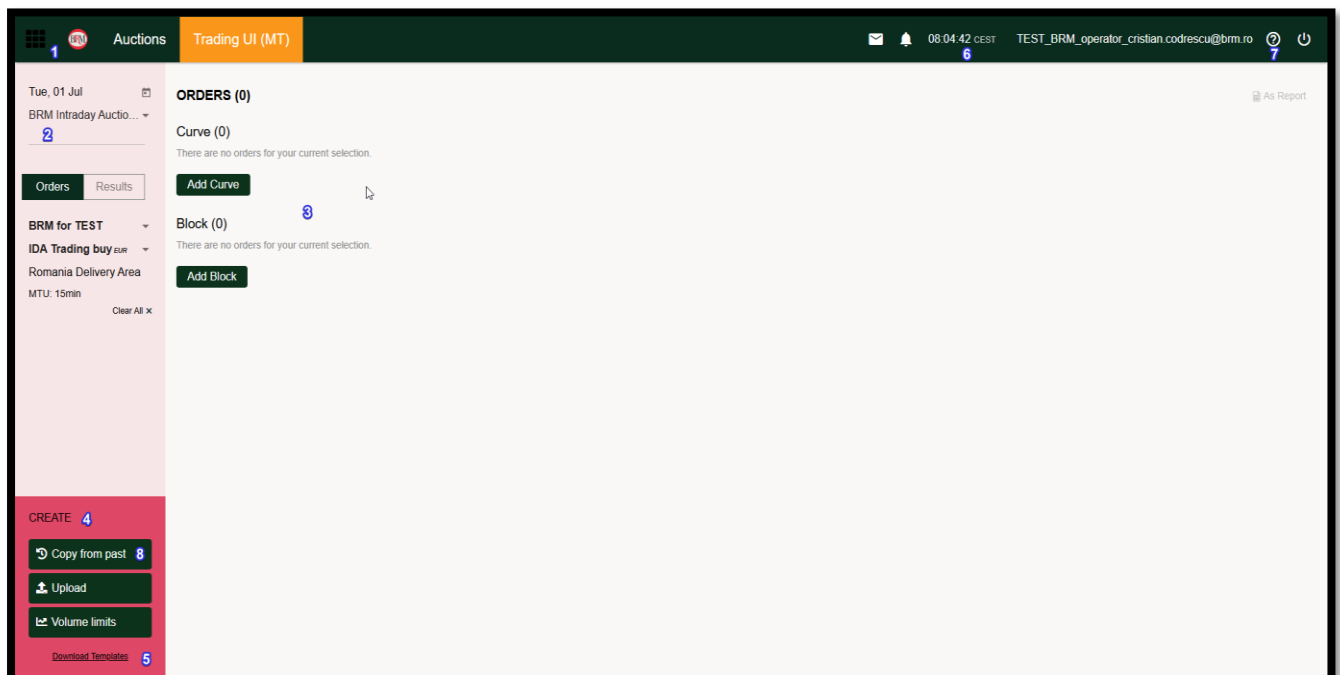 1 BRM Auctions Trading UI (MT) 08:04:42 CEST 6 TEST_BRM_operator_cristian.codrescu@brm.ro 7
Tue, 01 Jul
BRM Intraday Auctio...
2
Orders Results
BRM for TEST
IDA Trading buy EUR
Romania Delivery Area
MTU: 15min
Clear All ×
ORDERS (0) As Report
Curve (0)
There are no orders for your current selection.
Add Curve
3
Block (0)
There are no orders for your current selection.
Add Block
CREATE 4
Copy from past 8
Upload
Volume limits
Download Templates 5